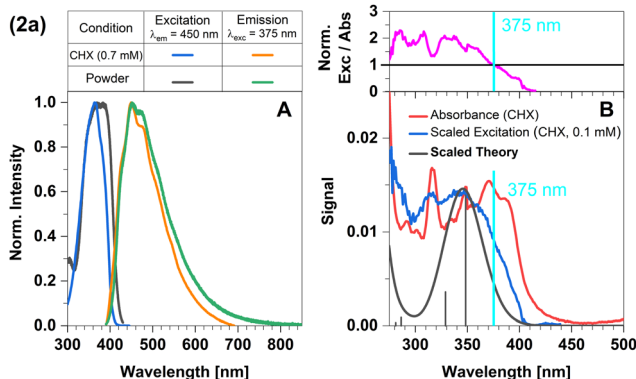 (2a)
Condition Excitation Emission
λem = 450 nm λexc = 375 nm
CHX (0.7 mM)
Powder
A
Norm. Intensity
1.0
0.8
0.6
0.4
0.2
0.0
300 400 500 600 700 800
Wavelength [nm]
375 nm
Norm.
Exc / Abs
3
2
1
0
B
Absorbance (CHX)
Scaled Excitation (CHX, 0.1 mM)
Scaled Theory
375 nm
Signal
0.02
0.01
0.00
300 350 400 450 500
Wavelength [nm]